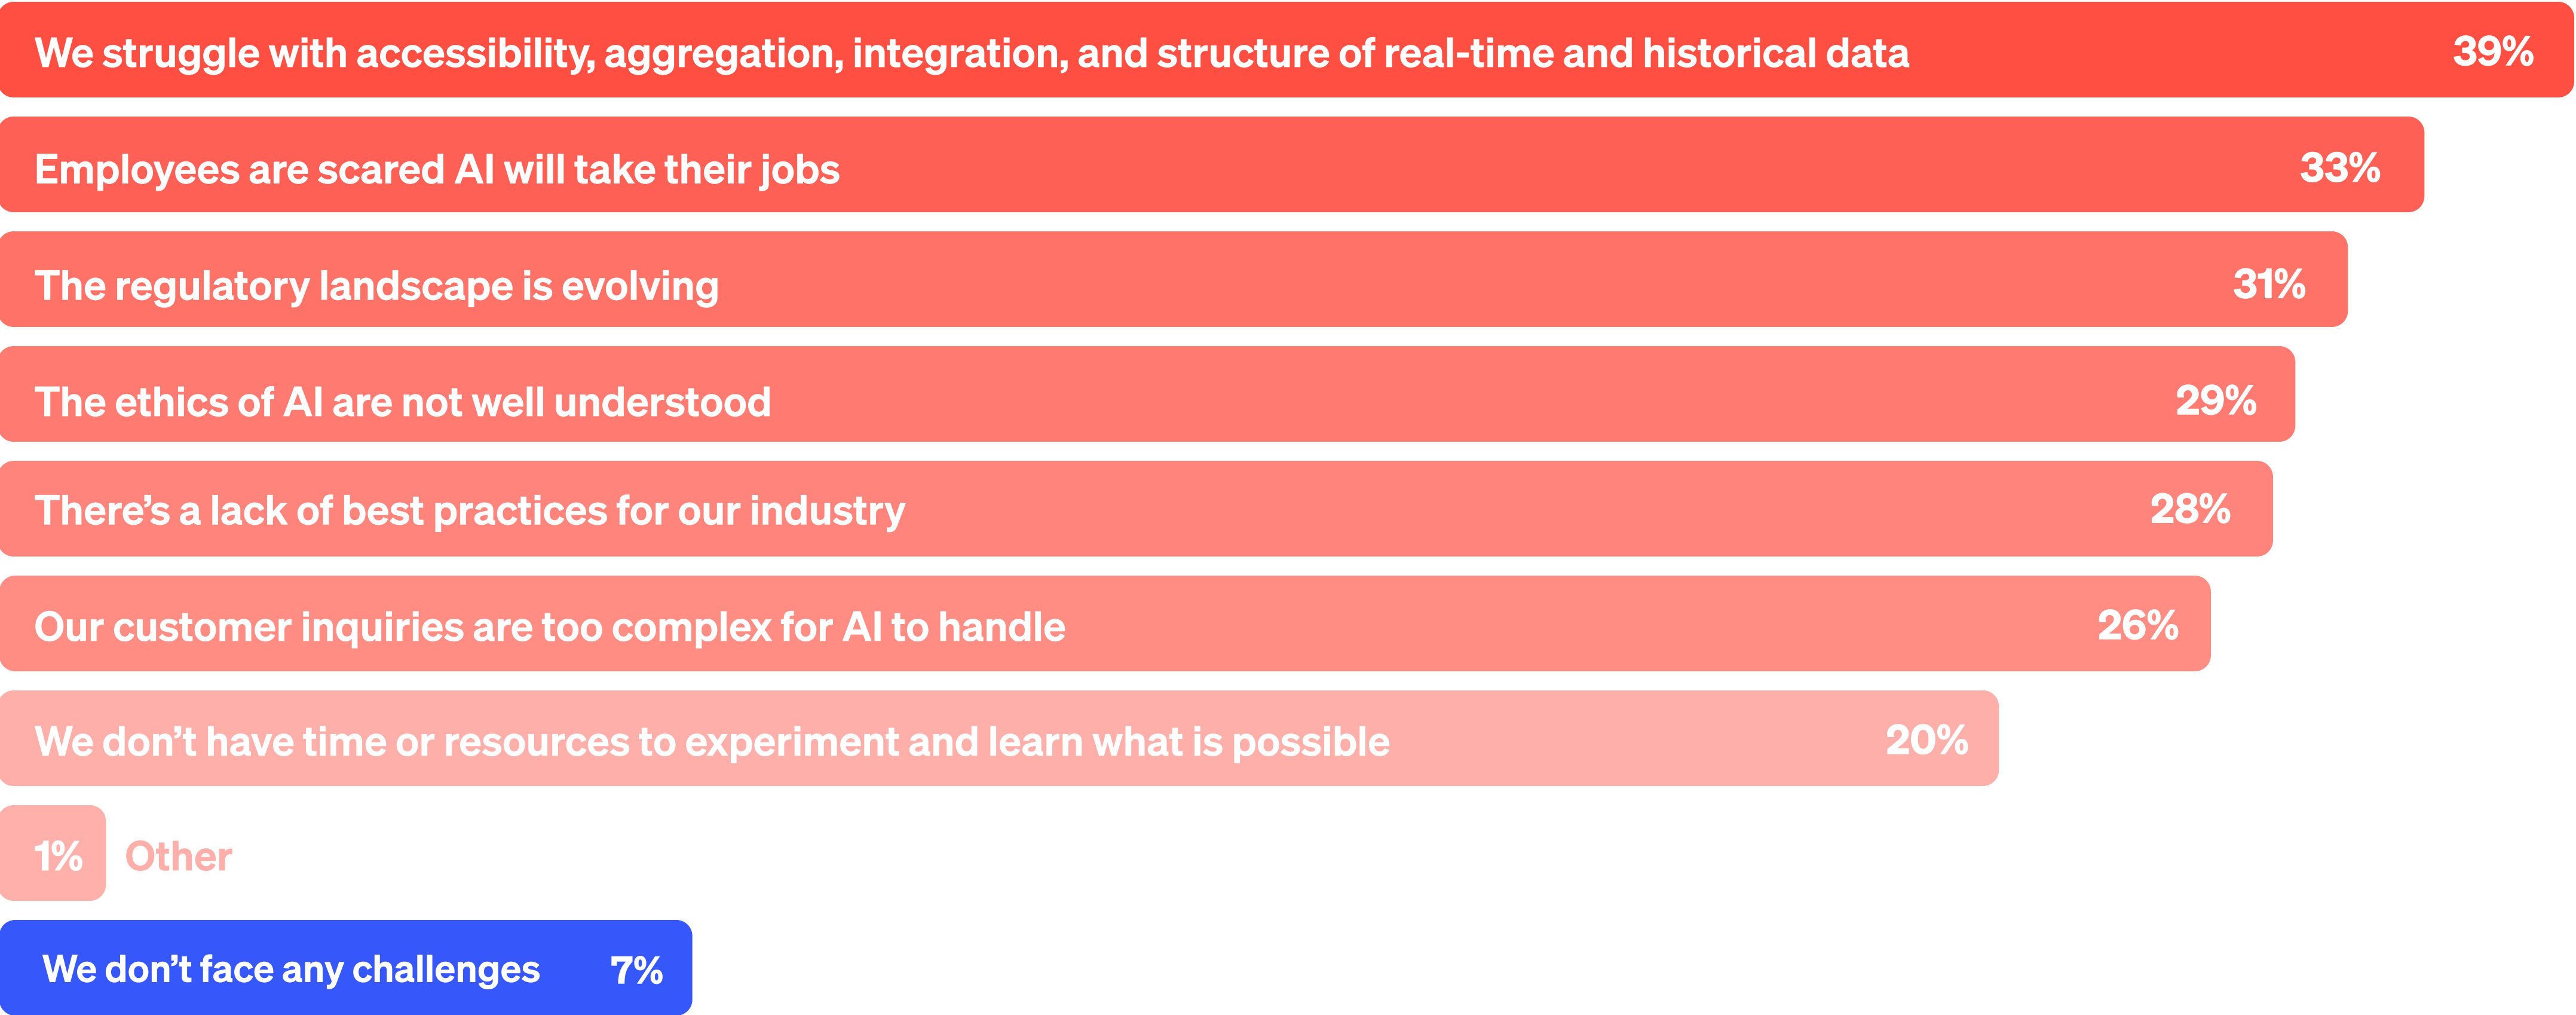 We struggle with accessibility, aggregation, integration, and structure of real-time and historical data 39%
Employees are scared AI will take their jobs 33%
The regulatory landscape is evolving 31%
The ethics of AI are not well understood 29%
There’s a lack of best practices for our industry 28%
Our customer inquiries are too complex for AI to handle 26%
We don’t have time or resources to experiment and learn what is possible 20%
1% Other
We don’t face any challenges 7%